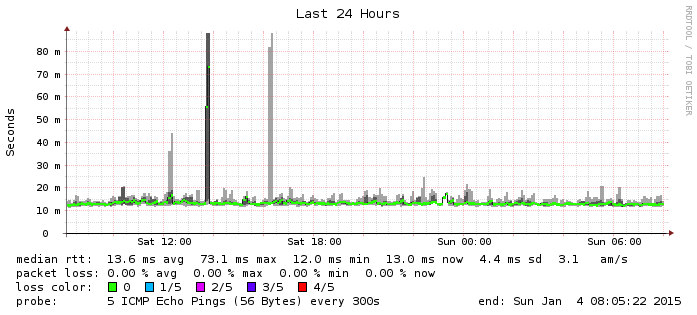 Last 24 Hours
RRDTOOL / TOBI OETIKER
Seconds
80 m
70 m
60 m
50 m
40 m
30 m
20 m
10 m
0
Sat 12:00 Sat 18:00 Sun 00:00 Sun 06:00
median rtt: 13.6 ms avg 73.1 ms max 12.0 ms min 13.0 ms now 4.4 ms sd 3.1 am/s
packet loss: 0.00 % avg 0.00 % max 0.00 % min 0.00 % now
loss color: 0 1/5 2/5 3/5 4/5
probe: 5 ICMP Echo Pings (56 Bytes) every 300s end: Sun Jan 4 08:05:22 2015